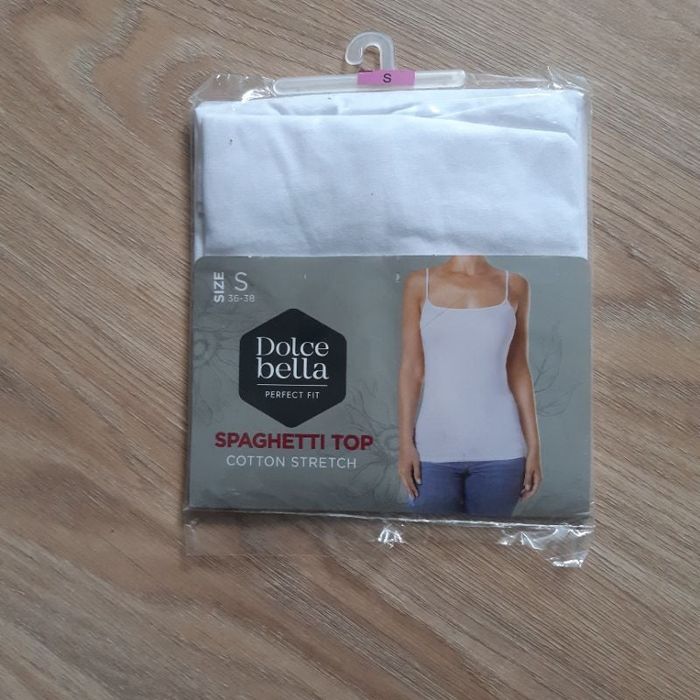 S
SIZE S
36-38
Dolce
bella
PERFECT FIT
SPAGHETTI TOP
COTTON STRETCH